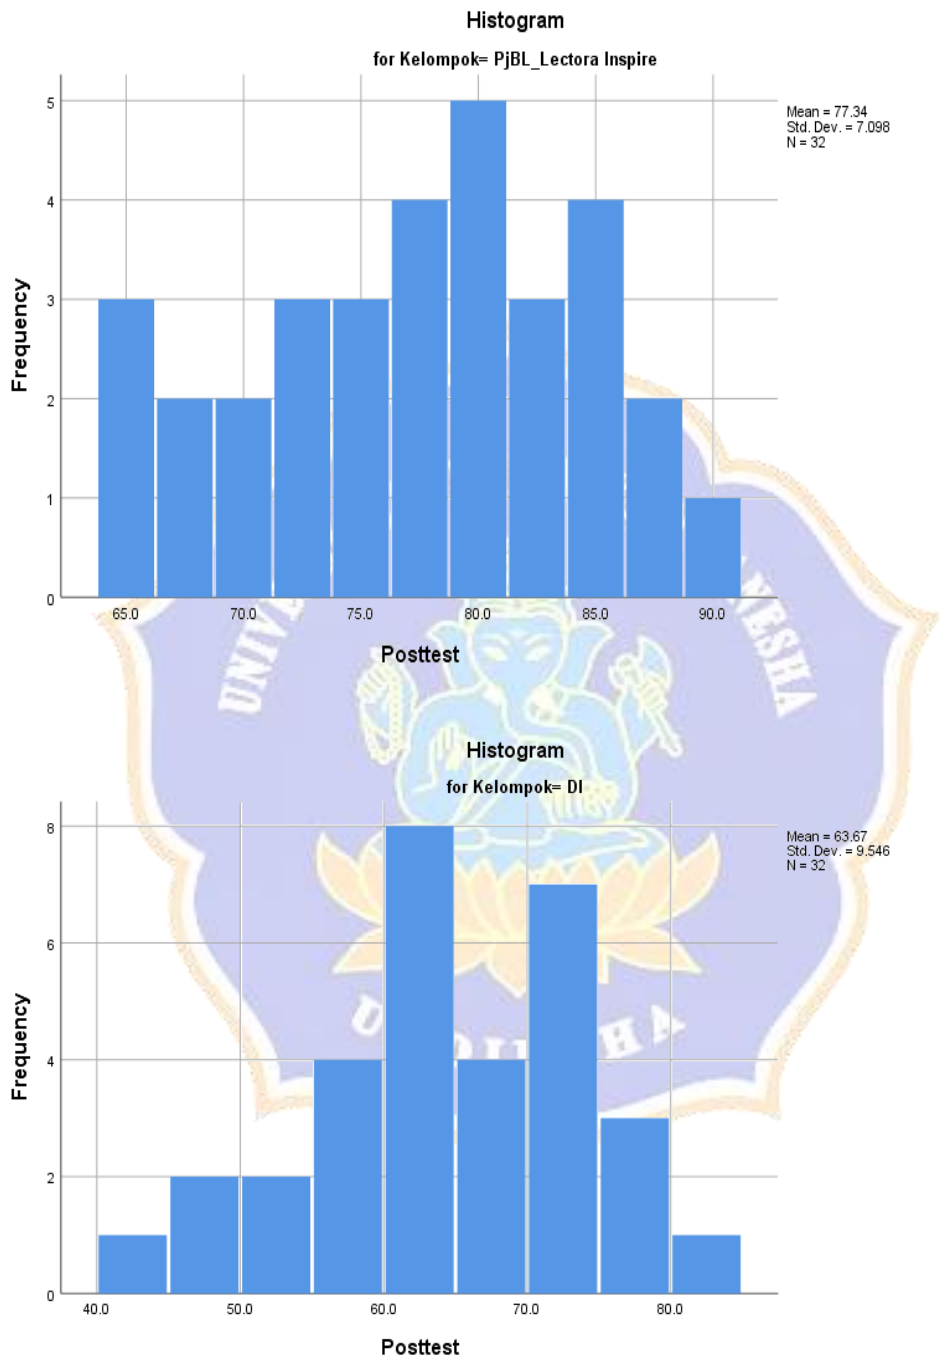 Histogram
for Kelompok= PjBL_Lectora Inspire
Mean = 77.34
Std. Dev. = 7.098
N = 32
Frequency
5
4
3
2
1
0
65.0 70.0 75.0 80.0 85.0 90.0
Posttest
Histogram
for Kelompok= DI
Mean = 63.67
Std. Dev. = 9.546
N = 32
Frequency
8
6
4
2
0
40.0 50.0 60.0 70.0 80.0
Posttest